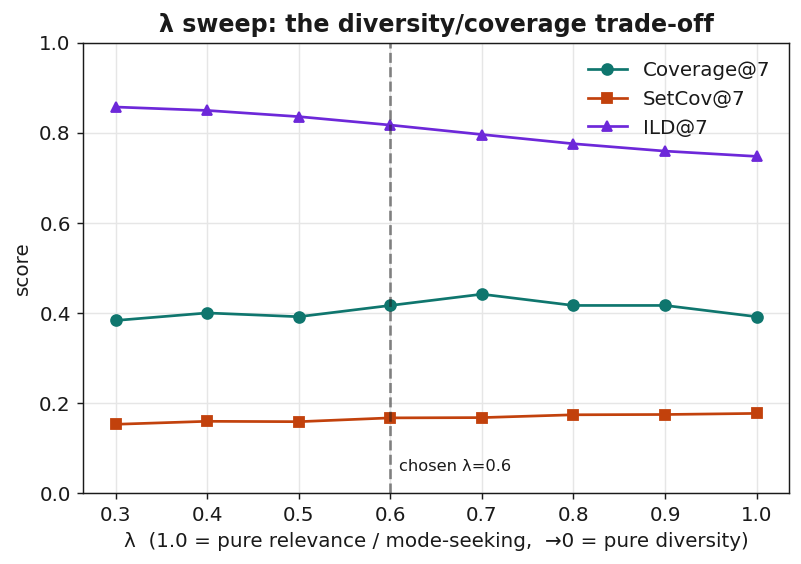 λ sweep: the diversity/coverage trade-off
1.0
0.8
0.6
0.4
0.2
0.0
score
Coverage@7
SetCov@7
ILD@7
chosen λ=0.6
0.3 0.4 0.5 0.6 0.7 0.8 0.9 1.0
λ (1.0 = pure relevance / mode-seeking, →0 = pure diversity)